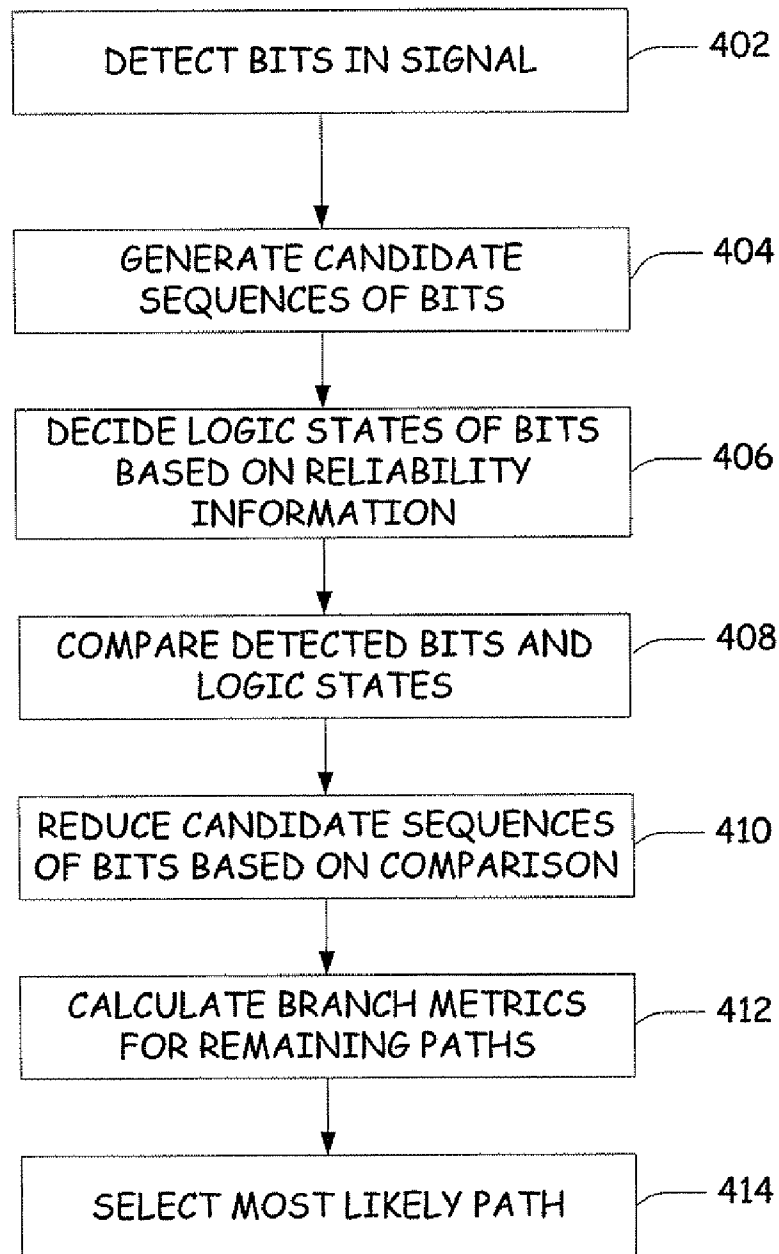 DETECT BITS IN SIGNAL
402
GENERATE CANDIDATE
SEQUENCES OF BITS
404
DECIDE LOGIC STATES OF BITS
BASED ON RELIABILITY
INFORMATION
406
COMPARE DETECTED BITS AND
LOGIC STATES
408
REDUCE CANDIDATE SEQUENCES
OF BITS BASED ON COMPARISON
410
CALCULATE BRANCH METRICS
FOR REMAINING PATHS
412
SELECT MOST LIKELY PATH
414